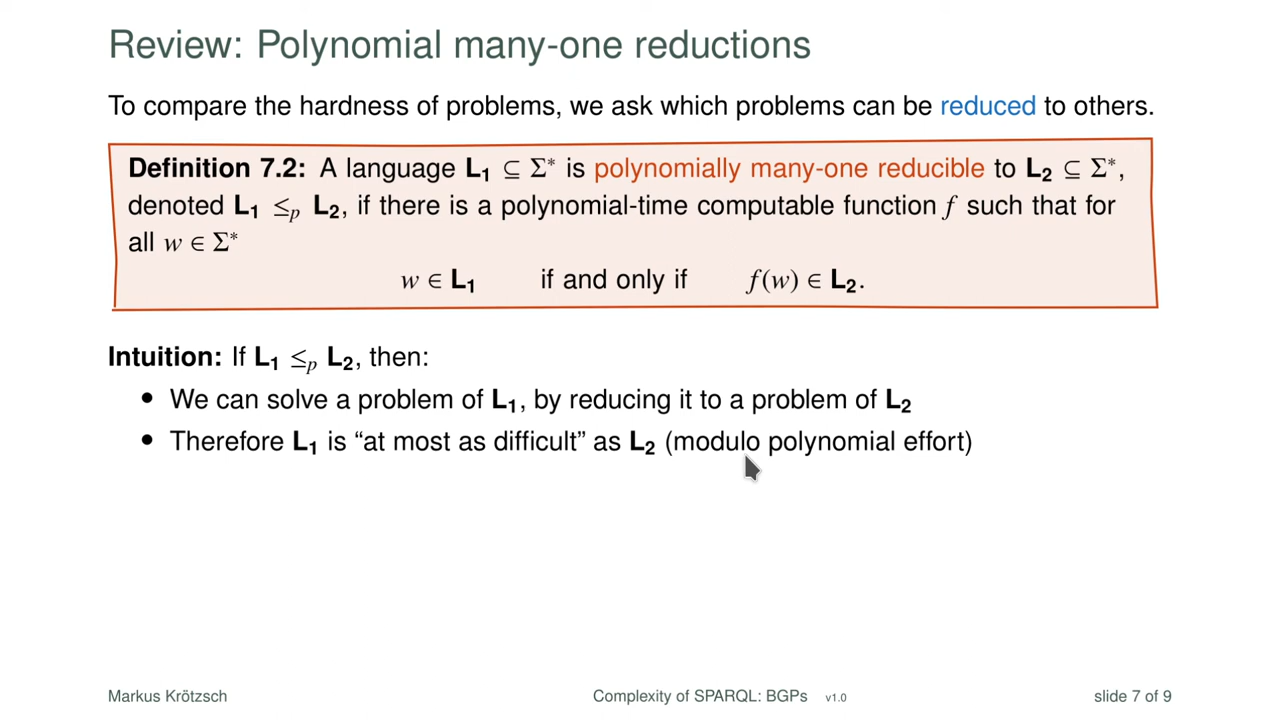 Review: Polynomial many-one reductions
To compare the hardness of problems, we ask which problems can be reduced to others.
Definition 7.2: A language L₁ ⊆ Σ* is polynomially many-one reducible to L₂ ⊆ Σ*,
denoted L₁ ≤ₚ L₂, if there is a polynomial-time computable function f such that for
all w ∈ Σ*
w ∈ L₁ if and only if f(w) ∈ L₂.
Intuition: If L₁ ≤ₚ L₂, then:
• We can solve a problem of L₁, by reducing it to a problem of L₂
• Therefore L₁ is “at most as difficult” as L₂ (modulo polynomial effort)
Markus Krötzsch Complexity of SPARQL: BGPs v1.0 slide 7 of 9